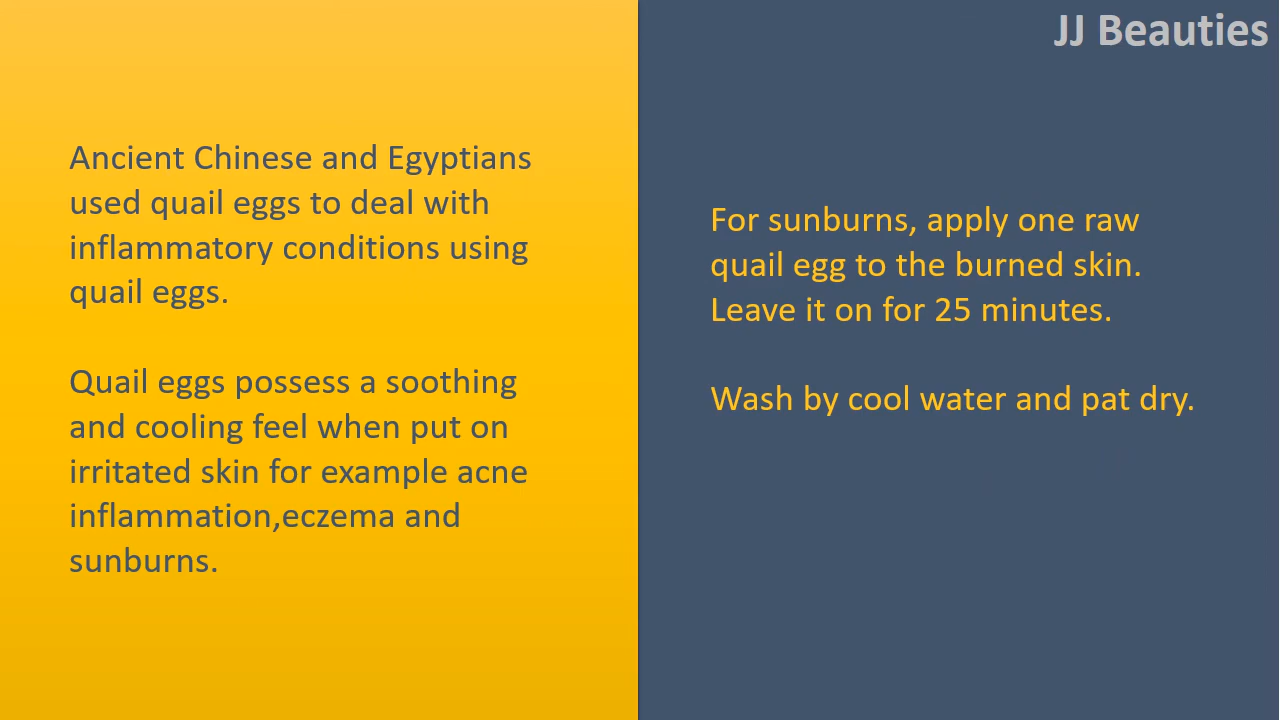 JJ Beauties
Ancient Chinese and Egyptians
used quail eggs to deal with
inflammatory conditions using
quail eggs.
Quail eggs possess a soothing
and cooling feel when put on
irritated skin for example acne
inflammation,eczema and
sunburns.
For sunburns, apply one raw
quail egg to the burned skin.
Leave it on for 25 minutes.
Wash by cool water and pat dry.